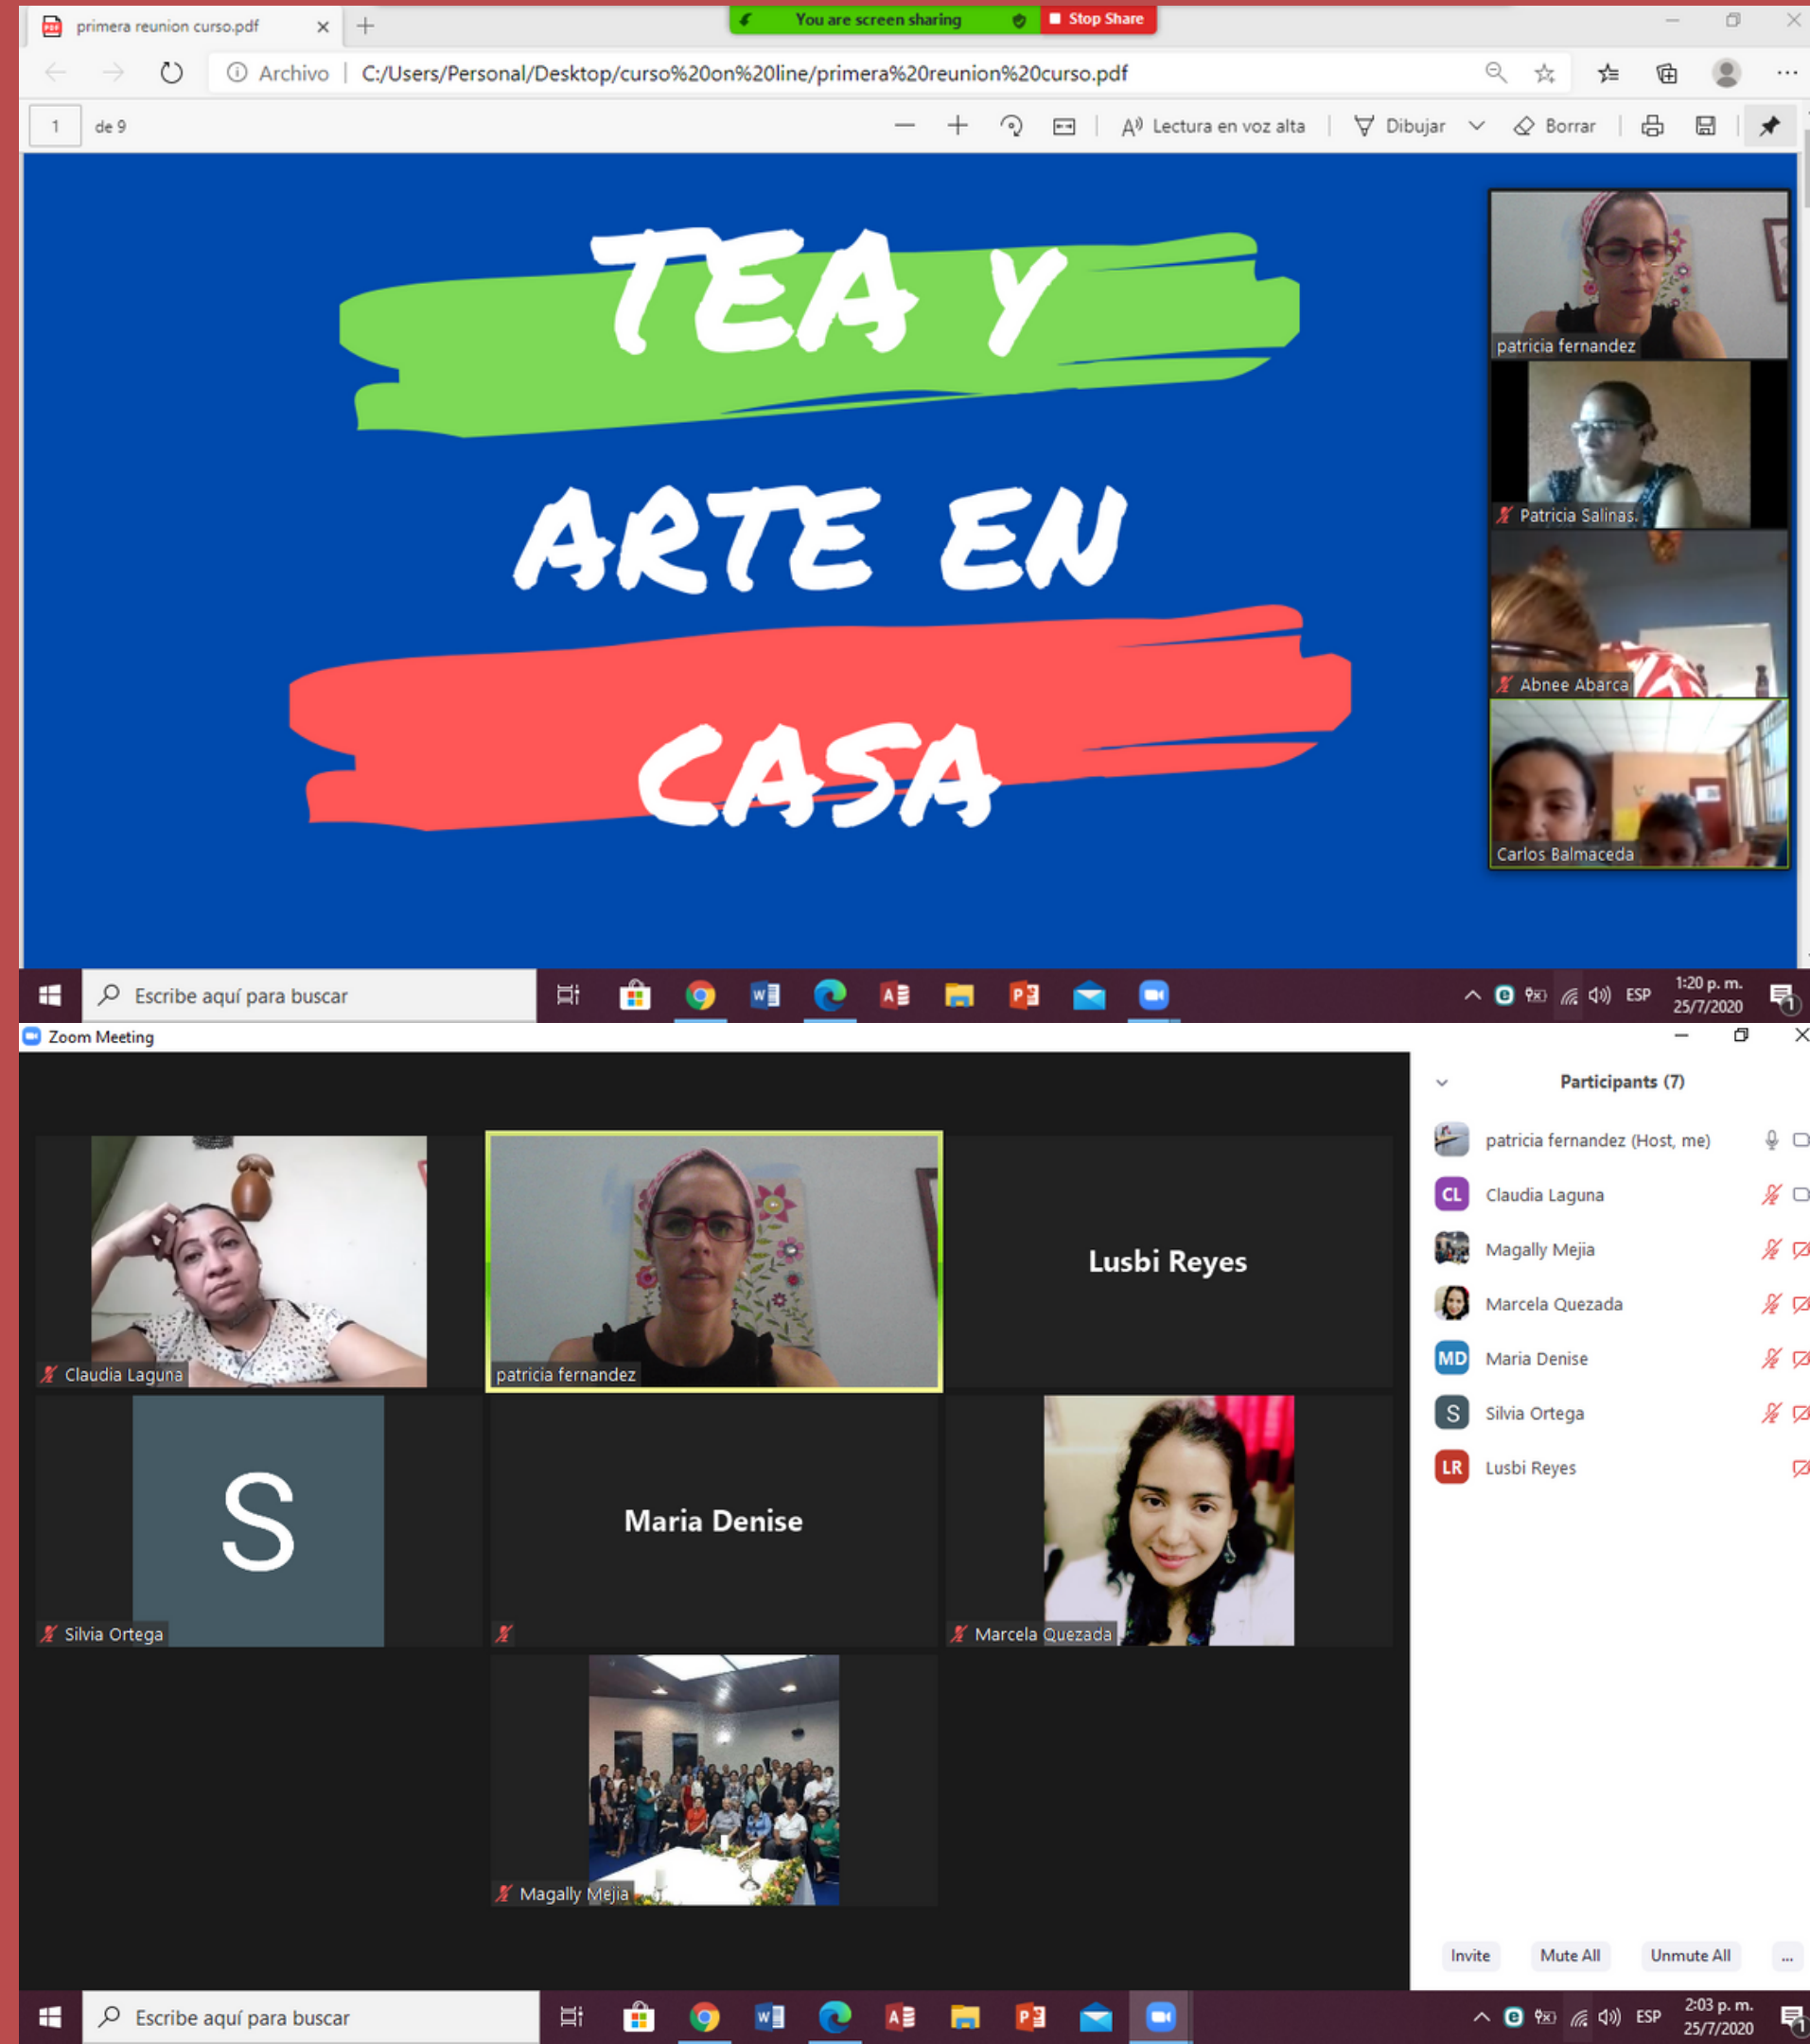 primera reunion curso.pdf
You are screen sharing
Stop Share
Archivo
C:/Users/Personal/Desktop/curso%20on%20line/primera%20reunion%20curso.pdf
1 de 9
Lectura en voz alta
Dibujar
Borrar
TEA Y
ARTE EN
CASA
patricia fernandez
Patricia Salinas.
Abnee Abarca
Carlos Balmaceda
Escribe aquí para buscar
ESP
1:20 p. m.
25/7/2020
1
Zoom Meeting
Claudia Laguna
patricia fernandez
Lusbi Reyes
S
Silvia Ortega
Maria Denise
Marcela Quezada
Magally Mejia
Participants (7)
patricia fernandez (Host, me)
CL Claudia Laguna
Magally Mejia
Marcela Quezada
MD Maria Denise
S Silvia Ortega
LR Lusbi Reyes
Invite
Mute All
Unmute All
...
Escribe aquí para buscar
ESP
2:03 p. m.
25/7/2020
1